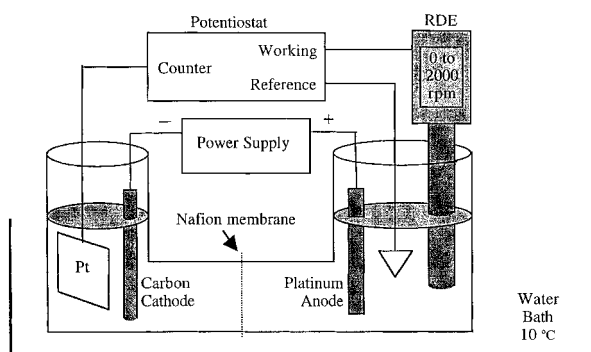 Potentiostat
RDE
Working
Counter
Reference
0 to
2000
rpm
−
+
Power Supply
Nafion membrane
Pt
Carbon
Cathode
Platinum
Anode
Water
Bath
10 °C